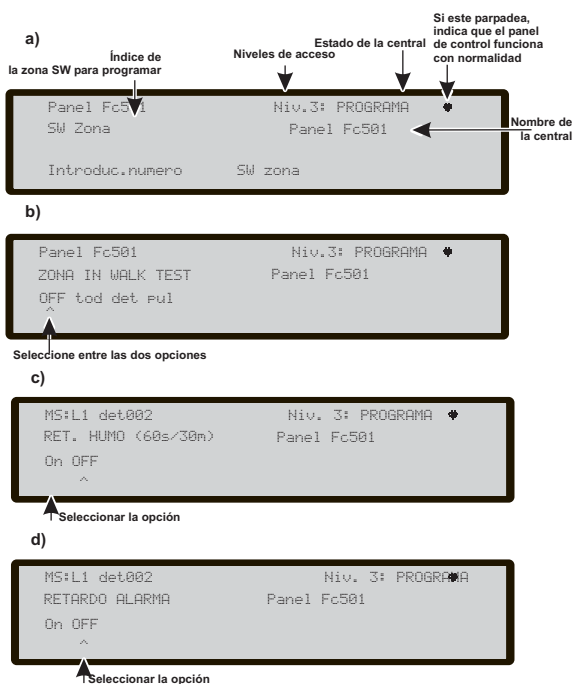 a)
Índice de
la zona SW para programar
Niveles de acceso
Estado de la central
Si este parpadea,
indica que el panel
de control funciona
con normalidad
Panel Fc501 Niv.3: PROGRAMA
SW Zona Panel Fc501
Nombre de
la central
Introduc.numero SW zona
b)
Panel Fc501 Niv.3: PROGRAMA
ZONA IN WALK TEST Panel Fc501
OFF tod det pul
^
Seleccione entre las dos opciones
c)
MS:L1 det002 Niv. 3: PROGRAMA
RET. HUMO (60s/30m) Panel Fc501
On OFF
^
Seleccionar la opción
d)
MS:L1 det002 Niv. 3: PROGRAMA
RETARDO ALARMA Panel Fc501
On OFF
^
Seleccionar la opción